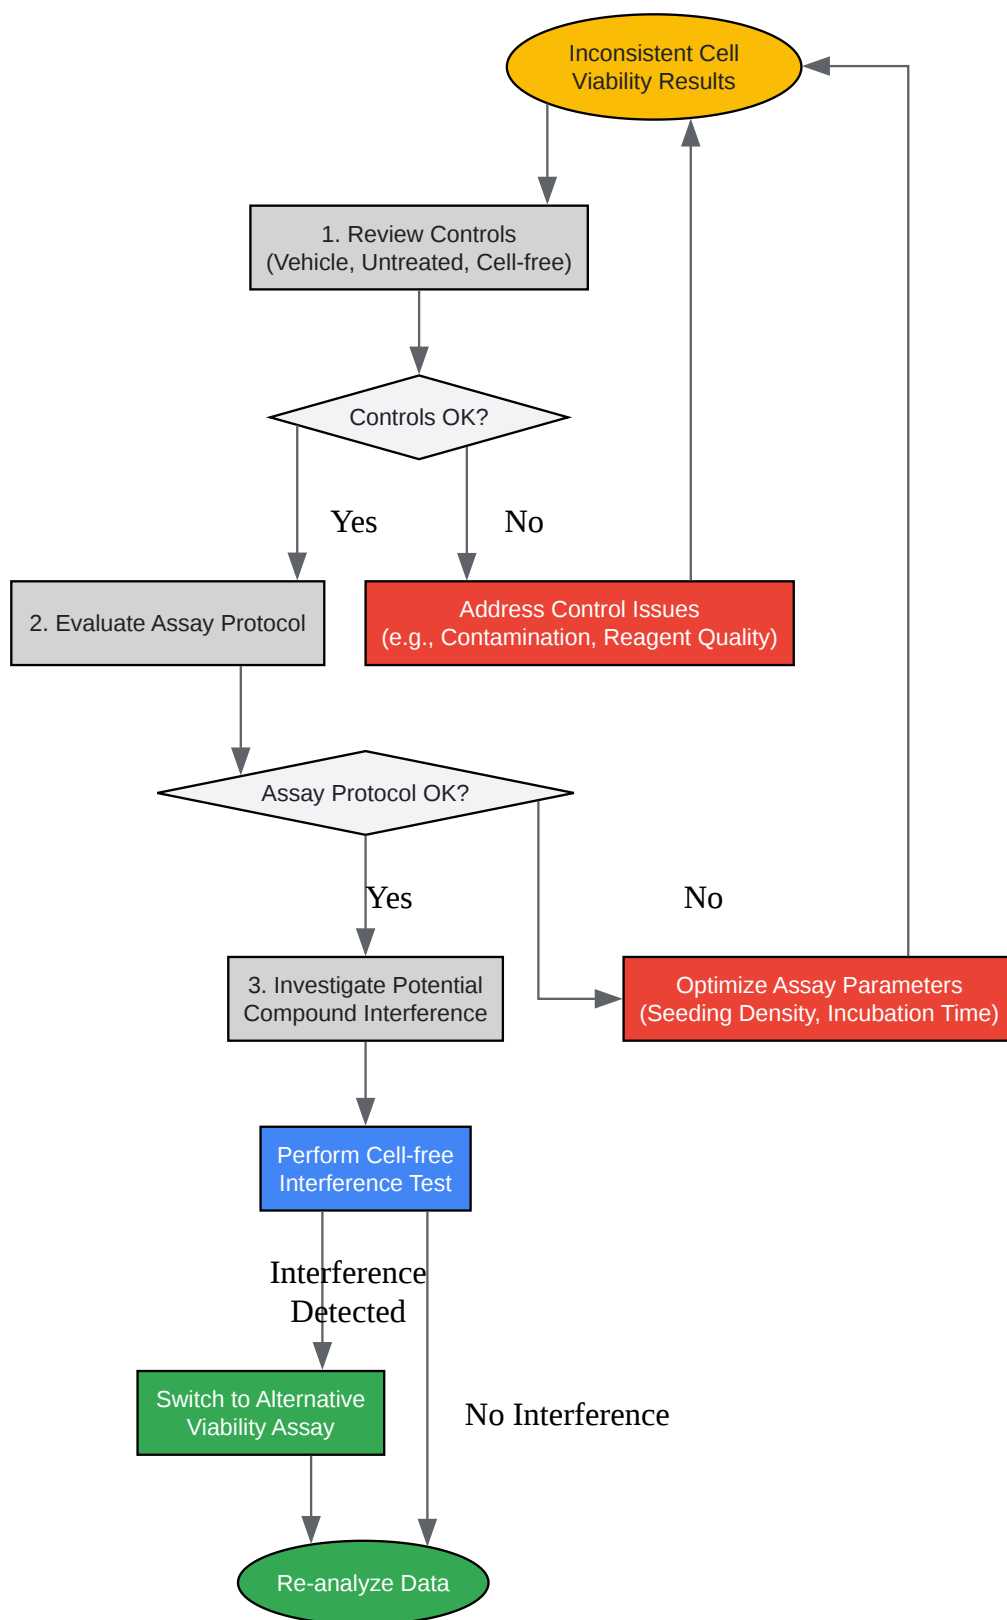 Inconsistent Cell
Viability Results
1. Review Controls
(Vehicle, Untreated, Cell-free)
Controls OK?
Yes
No
2. Evaluate Assay Protocol
Address Control Issues
(e.g., Contamination, Reagent Quality)
Assay Protocol OK?
Yes
No
3. Investigate Potential
Compound Interference
Optimize Assay Parameters
(Seeding Density, Incubation Time)
Perform Cell-free
Interference Test
Interference
Detected
Switch to Alternative
Viability Assay
No Interference
Re-analyze Data